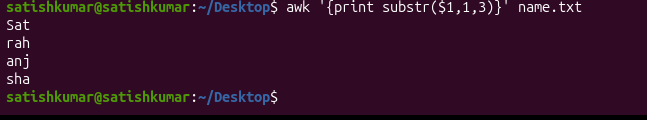 satishkumar@satishkumar:~/Desktop$ awk '{print substr($1,1,3)}' name.txt
Sat
rah
anj
sha
satishkumar@satishkumar:~/Desktop$